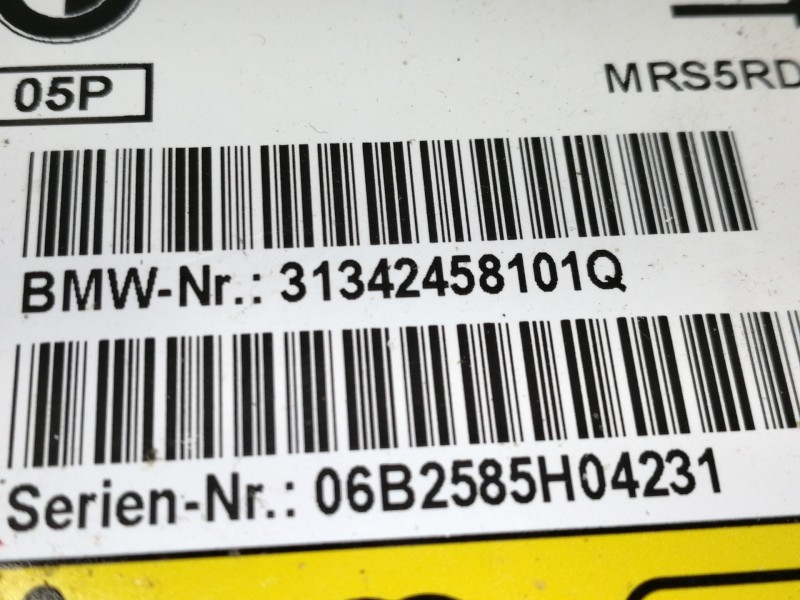 05P
MRS5RD
BMW-Nr.: 31342458101Q
Serien-Nr.: 06B2585H04231